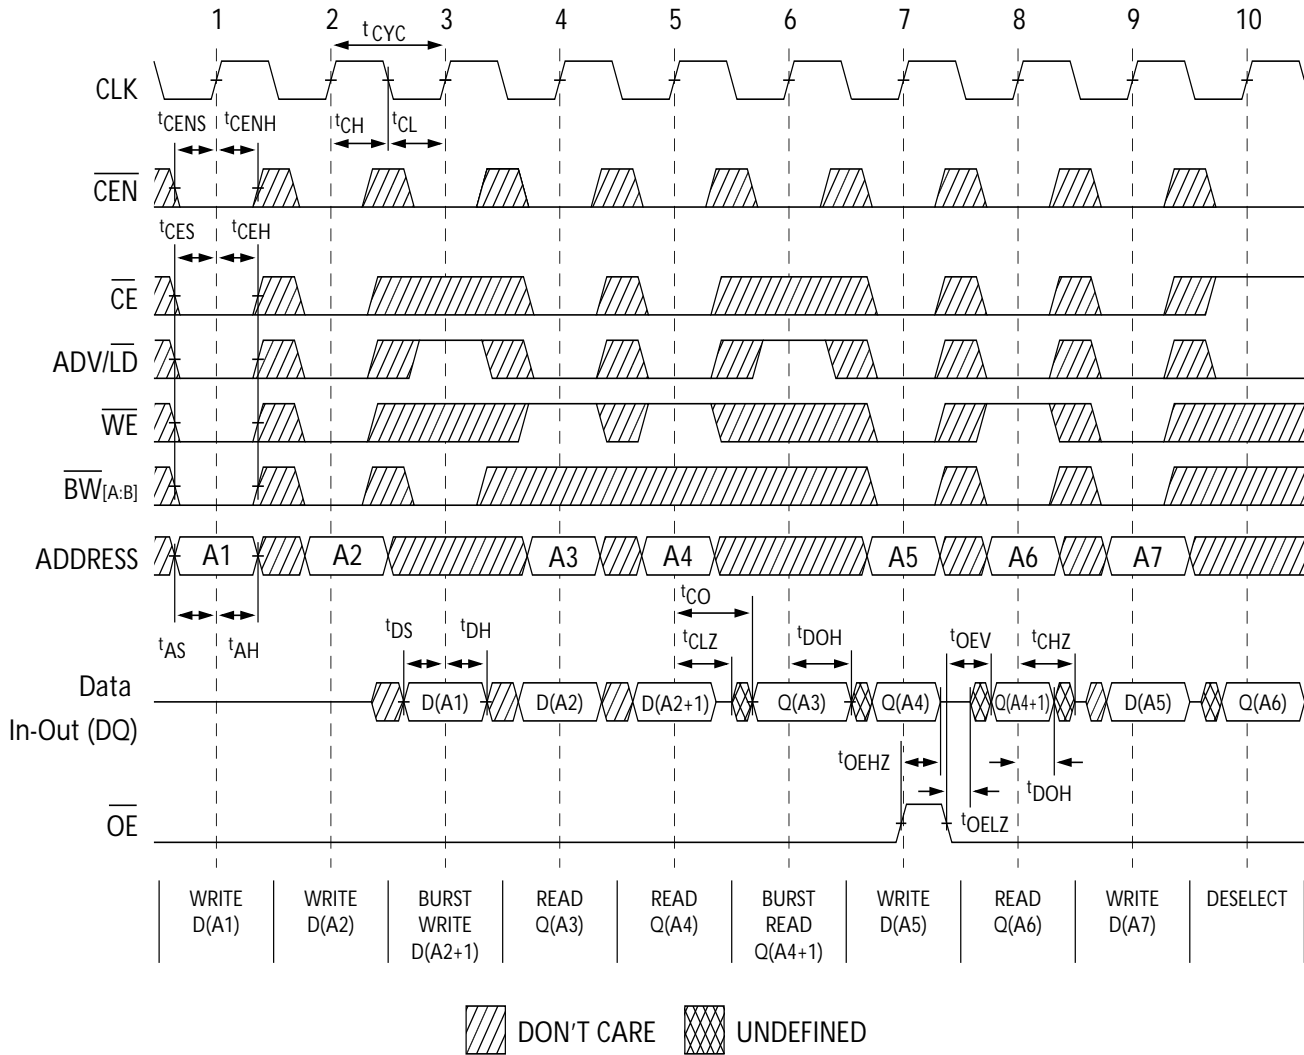 1 2 3 4 5 6 7 8 9 10
tCYC
CLK
tCENS tCENH tCH tCL
CEN
tCES tCEH
CE
ADV/LD
WE
BW[A:B]
ADDRESS A1 A2 A3 A4 A5 A6 A7
tCO
tAS tAH tDS tDH tCLZ tDOH tOEV tCHZ
Data
In-Out (DQ)
D(A1) D(A2) D(A2+1) Q(A3) Q(A4) Q(A4+1) D(A5) Q(A6)
tOEHZ tDOH
tOELZ
OE
WRITE
D(A1)
WRITE
D(A2)
BURST
WRITE
D(A2+1)
READ
Q(A3)
READ
Q(A4)
BURST
READ
Q(A4+1)
WRITE
D(A5)
READ
Q(A6)
WRITE
D(A7)
DESELECT
DON'T CARE UNDEFINED